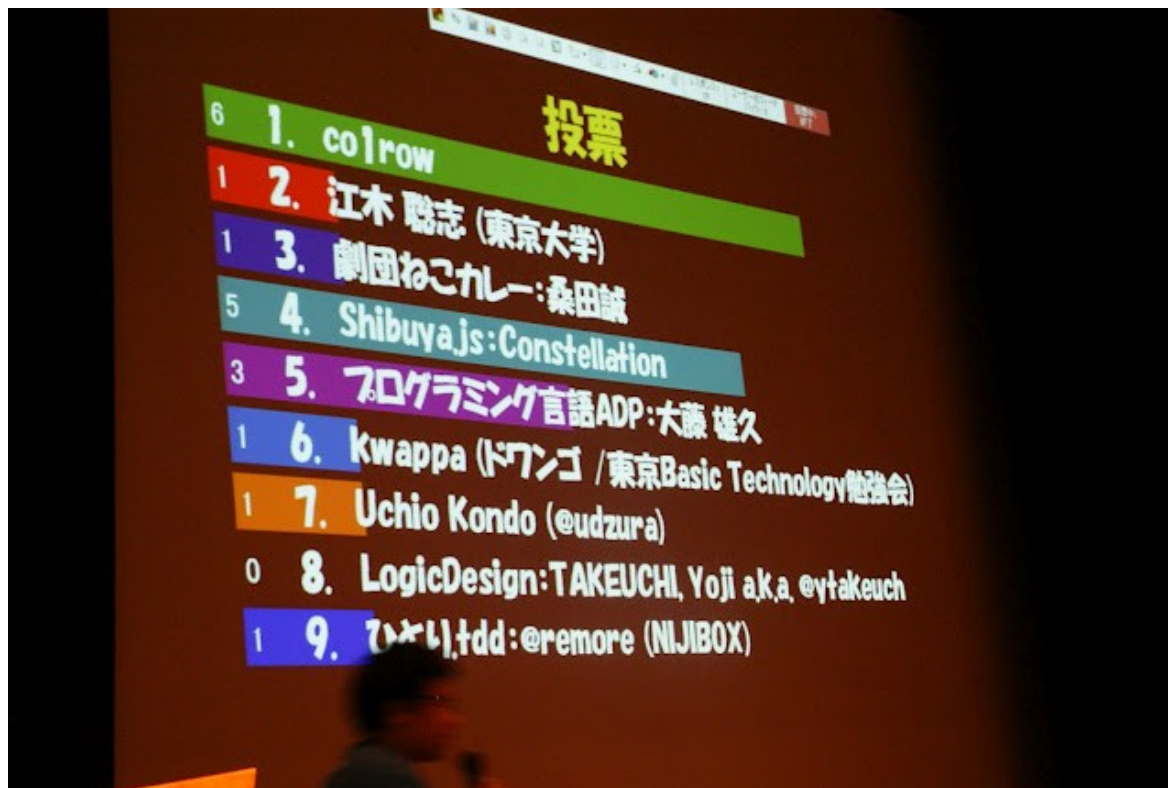 投票
6 1. co1row
1 2. 江木 聡志 (東京大学)
1 3. 劇団ねこカレー:桑田誠
5 4. Shibuya.js:Constellation
3 5. プログラミング言語ADP:大藤 雄久
1 6. kwappa (ドワンゴ /東京Basic Technology勉強会)
1 7. Uchio Kondo (@udzura)
0 8. LogicDesign:TAKEUCHI, Yoji a.k.a. @ytakeuch
1 9. ひとり.tdd:@remore (NIJIBOX)